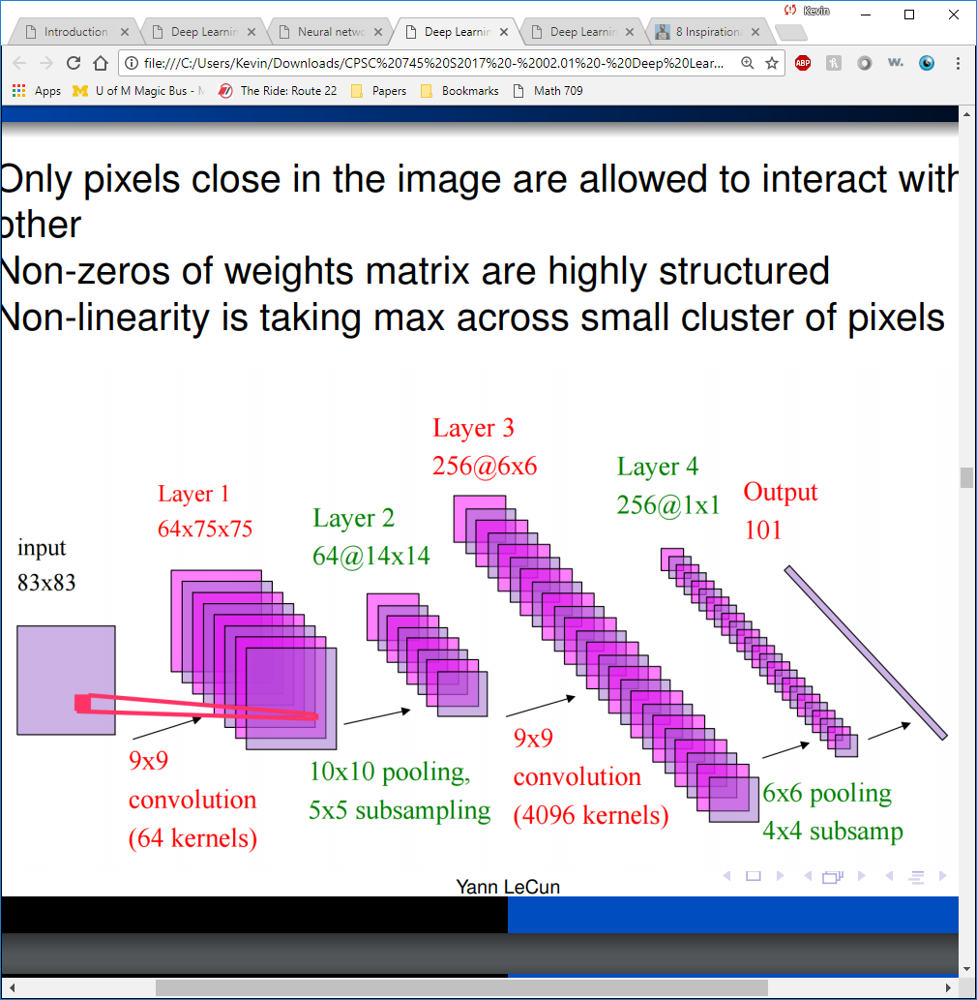 Kevin
Introduction
Deep Learnin
Neural netwo
Deep Learnin
Deep Learnin
8 Inspirationa
file:///C:/Users/Kevin/Downloads/CPSC%20745%20S2017%20-%2002.01%20-%20Deep%20Lear...
ABP
w.
Apps
U of M Magic Bus - M
The Ride: Route 22
Papers
Bookmarks
Math 709
Only pixels close in the image are allowed to interact with
other
Non-zeros of weights matrix are highly structured
Non-linearity is taking max across small cluster of pixels
input
83x83
Layer 1
64x75x75
Layer 2
64@14x14
Layer 3
256@6x6
Layer 4
256@1x1
Output
101
9x9
convolution
(64 kernels)
10x10 pooling,
5x5 subsampling
9x9
convolution
(4096 kernels)
6x6 pooling
4x4 subsamp
Yann LeCun